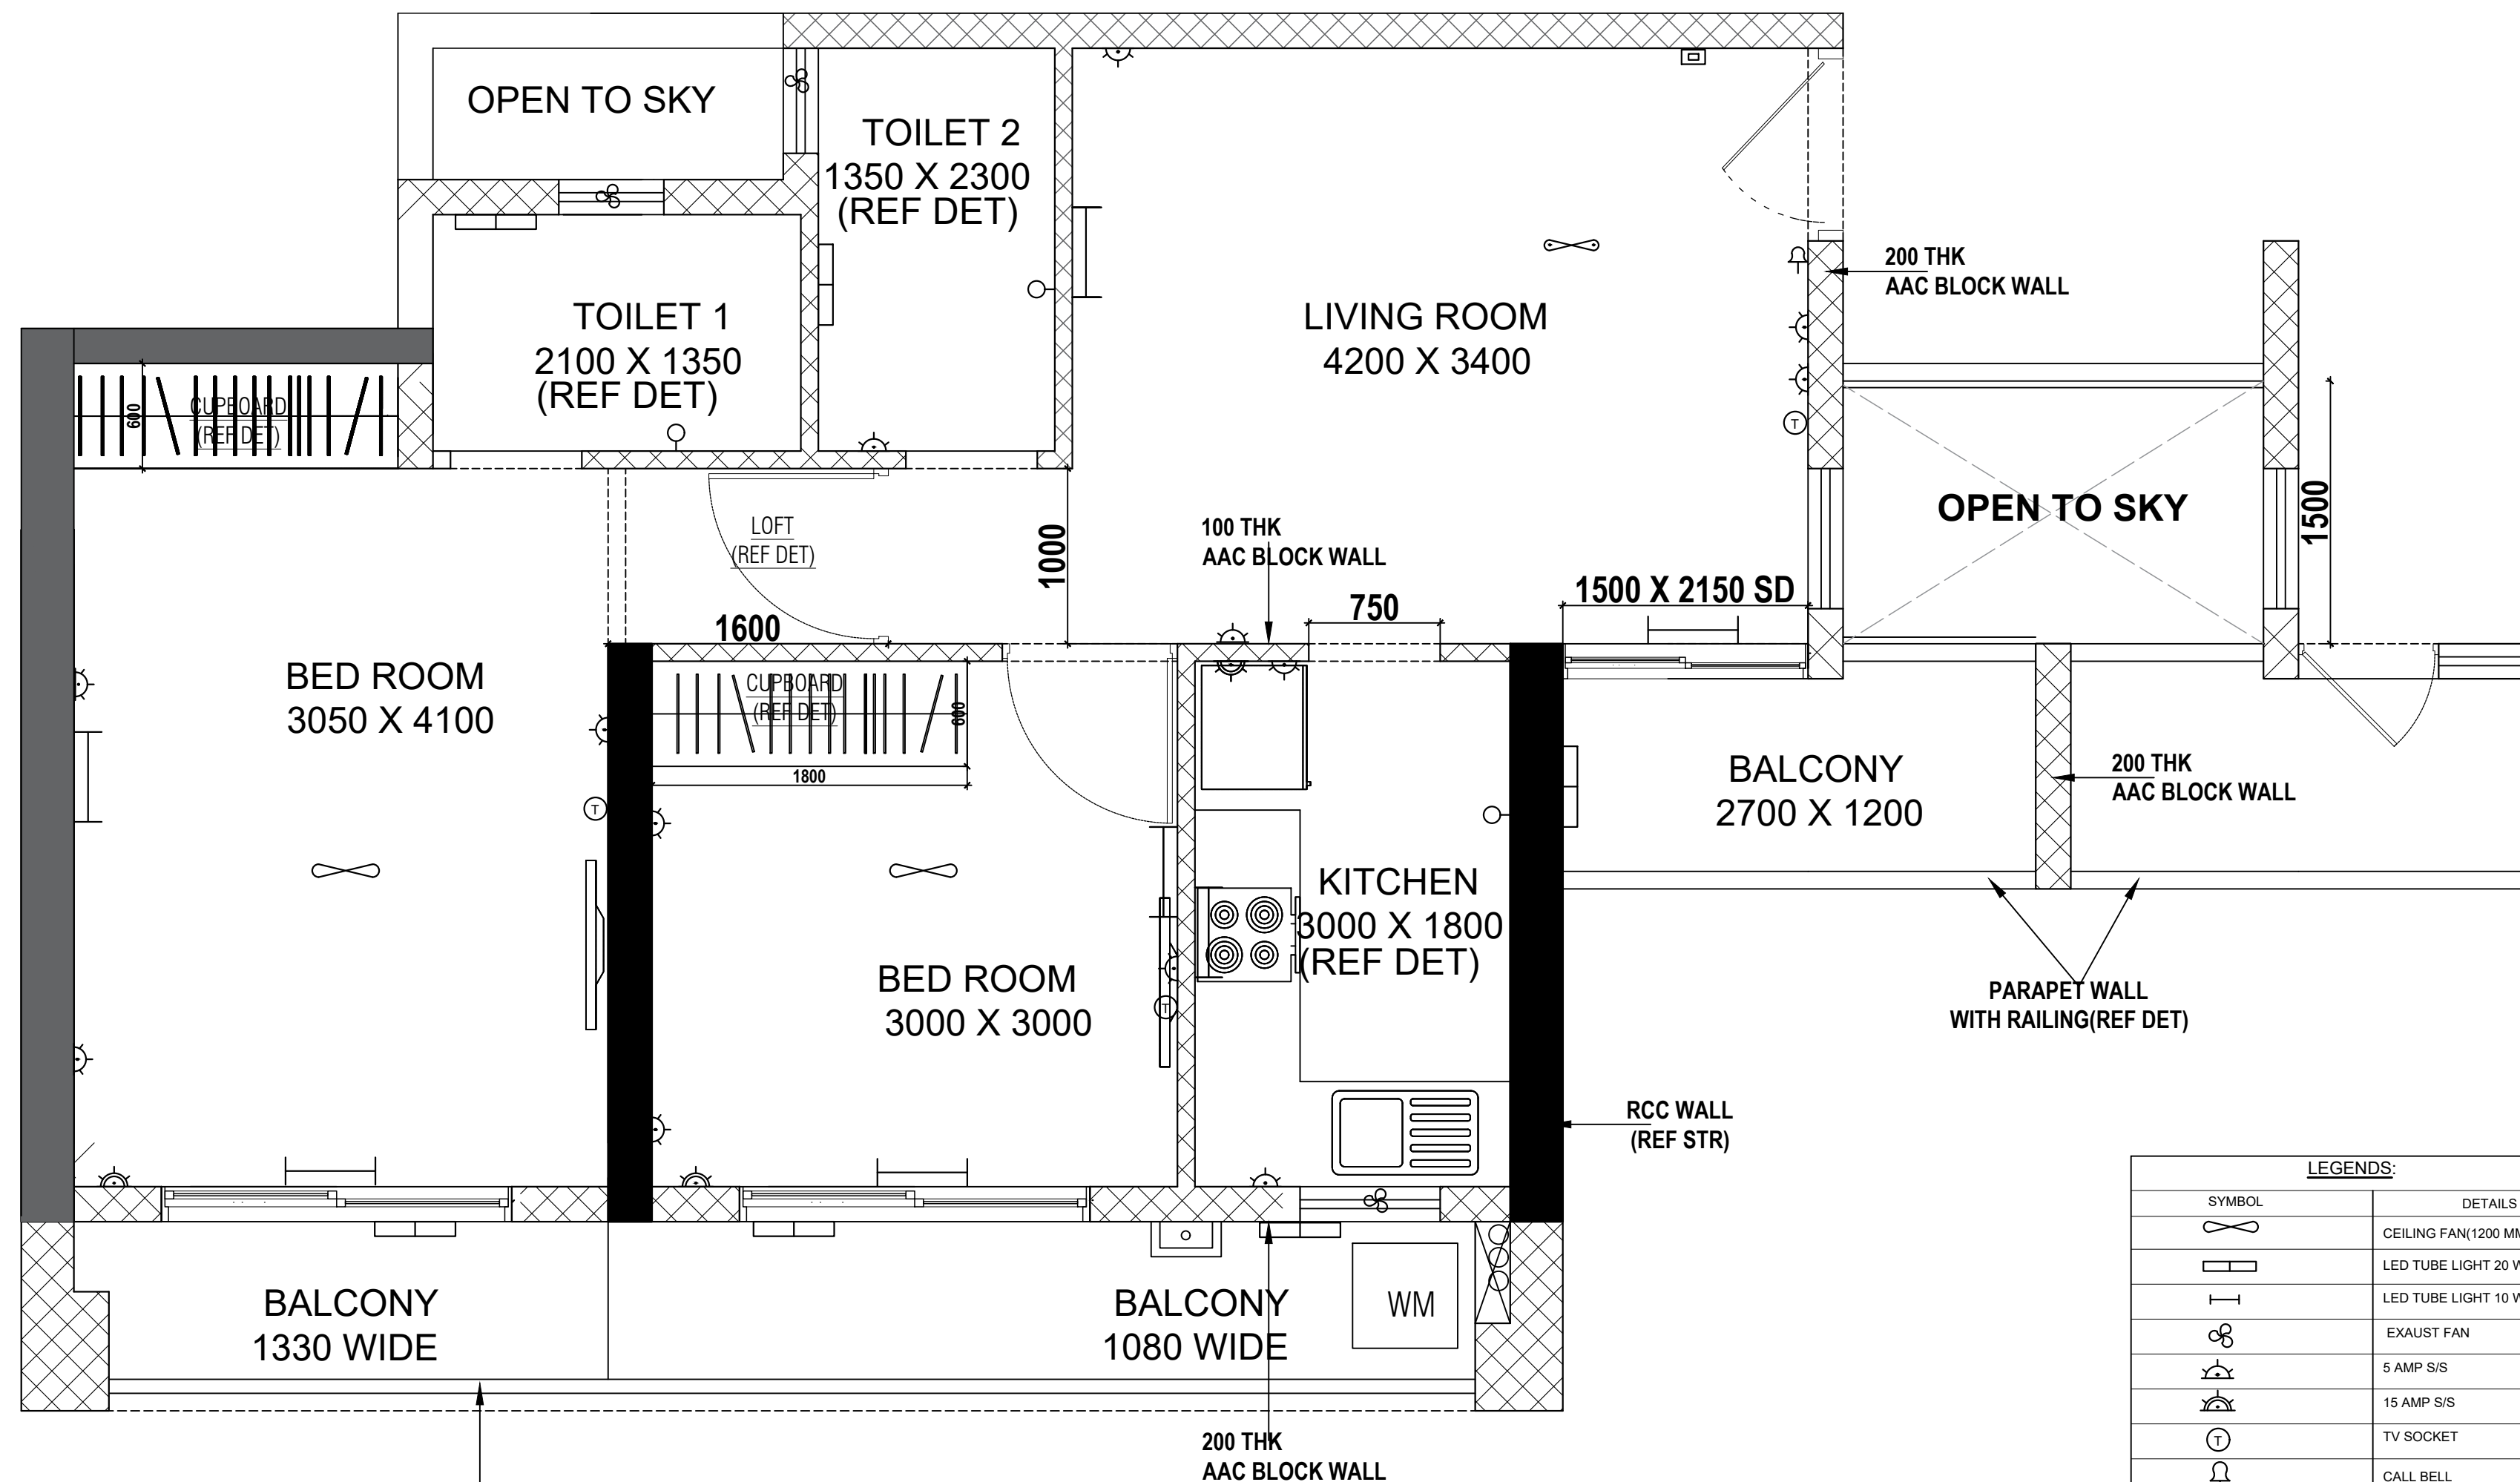 OPEN TO SKY
TOILET 2
1350 X 2300
(REF DET)
TOILET 1
2100 X 1350
(REF DET)
LIVING ROOM
4200 X 3400
200 THK
AAC BLOCK WALL
CUPBOARD
(REF DET)
600
LOFT
(REF DET)
1000
100 THK
AAC BLOCK WALL
750
1500 X 2150 SD
T
OPEN TO SKY
1500
1600
BED ROOM
3050 X 4100
T
CUPBOARD
(REF DET)
600
1800
BALCONY
2700 X 1200
200 THK
AAC BLOCK WALL
KITCHEN
3000 X 1800
(REF DET)
BED ROOM
3000 X 3000
T
PARAPET WALL
WITH RAILING(REF DET)
RCC WALL
(REF STR)
BALCONY
1330 WIDE
BALCONY
1080 WIDE
WM
200 THK
AAC BLOCK WALL
LEGENDS:
SYMBOL DETAILS
CEILING FAN(1200 MM
LED TUBE LIGHT 20 W
LED TUBE LIGHT 10 W
EXAUST FAN
5 AMP S/S
15 AMP S/S
T TV SOCKET
CALL BELL